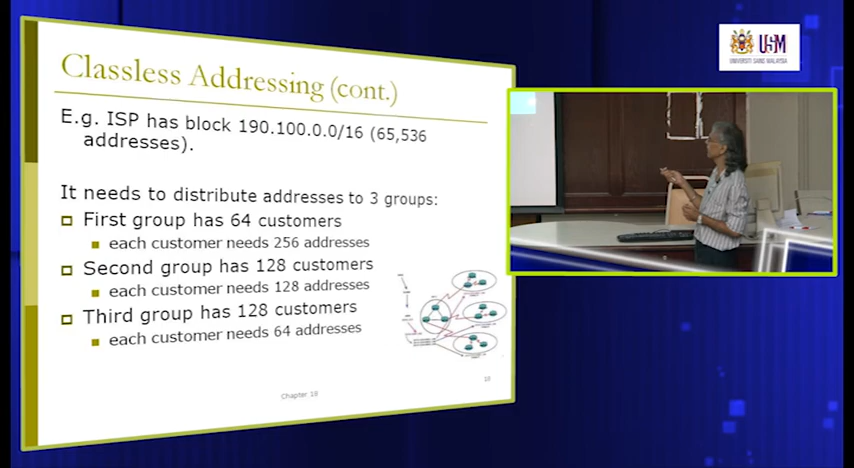 Classless Addressing (cont.)
E.g. ISP has block 190.100.0.0/16 (65,536
addresses).
It needs to distribute addresses to 3 groups:
First group has 64 customers
each customer needs 256 addresses
Second group has 128 customers
each customer needs 128 addresses
Third group has 128 customers
each customer needs 64 addresses
Chapter 19
USM
UNIVERSITI SAINS MALAYSIA